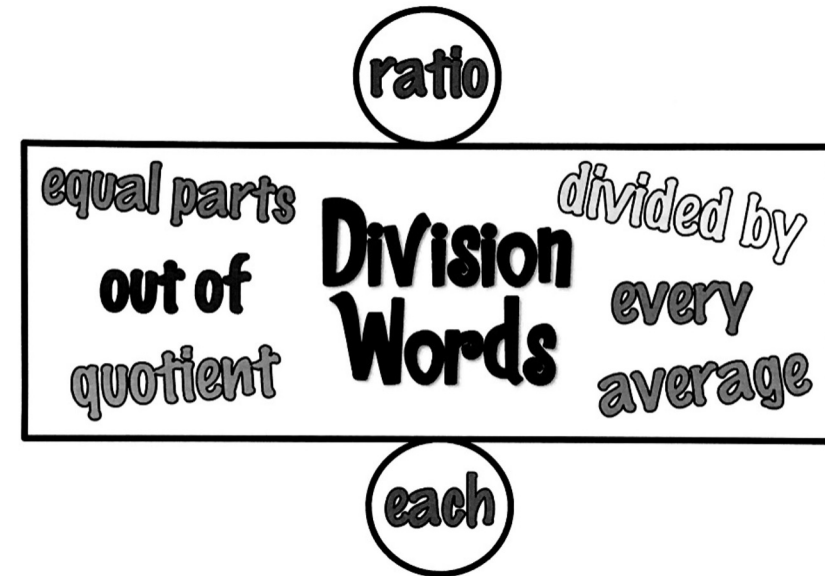 ratio
equal parts
out of
quotient
Division
Words
divided by
every
average
each